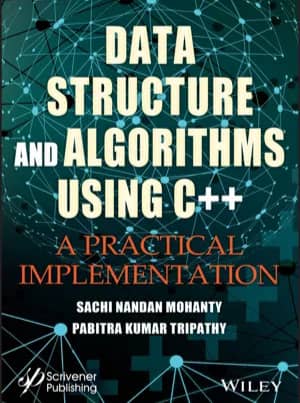 DATA
STRUCTURE
AND ALGORITHMS
USING C++
A PRACTICAL
IMPLEMENTATION
SACHI NANDAN MOHANTY
PABITRA KUMAR TRIPATHY
Scrivener
Publishing
WILEY